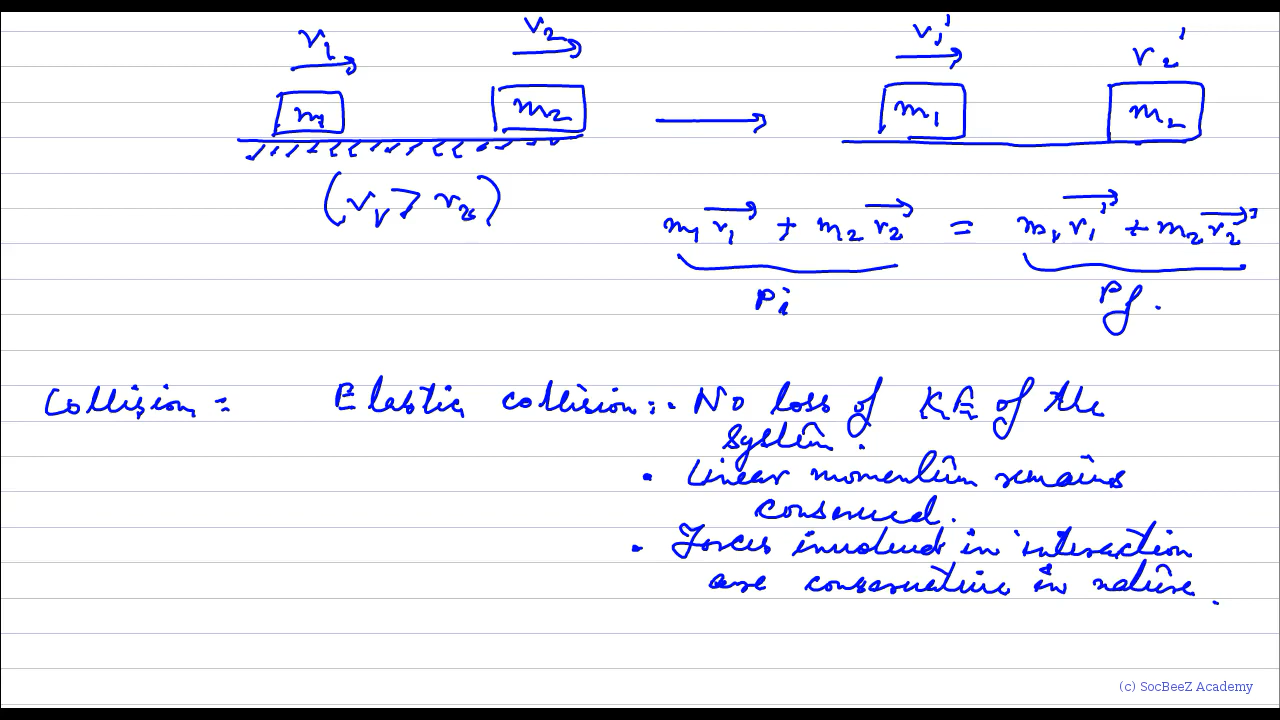 v₁ v₂ v₁' v₂'
m₁ m₂ m₁ m₂
(v₁ > v₂)
m₁v₁ + m₂v₂ = m₁v₁' + m₂v₂'
Pi Pf.
Collision = Elastic collision:· No loss of KE of the
system.
· Linear momentum remains
conserved.
· Forces involved in interaction
are conservative in nature.
(c) SocBeeZ Academy